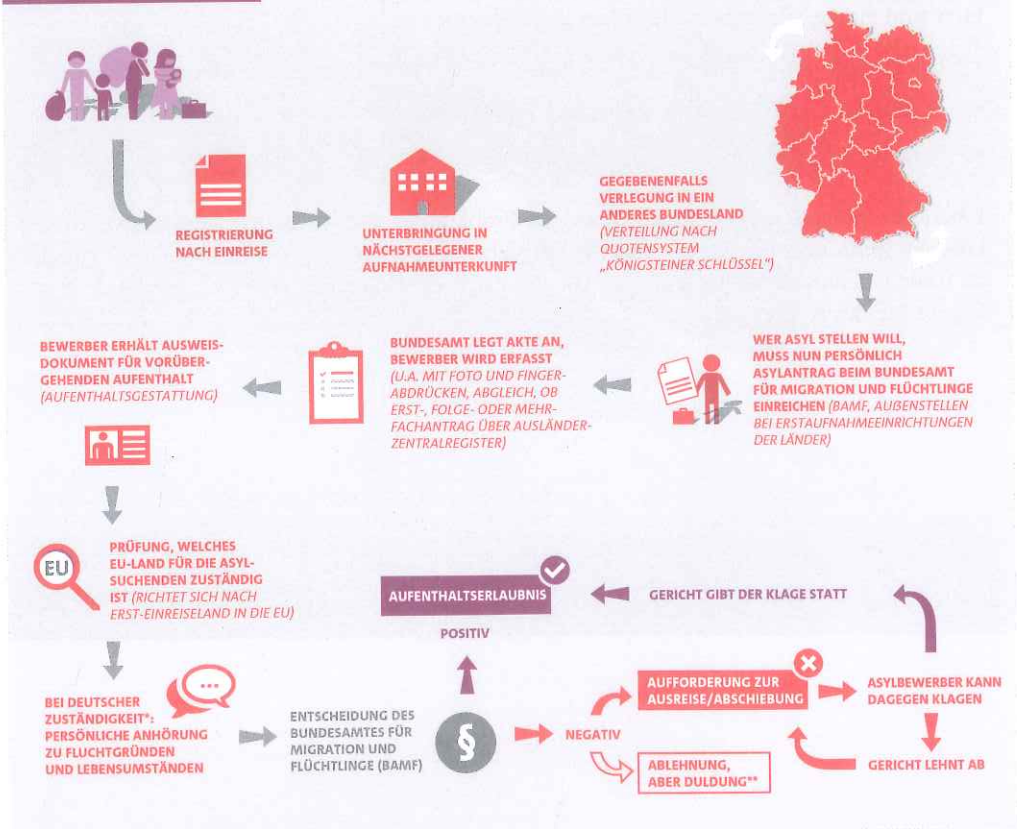 REGISTRIERUNG
NACH EINREISE
UNTERBRINGUNG IN
NÄCHSTGELEGENER
AUFNAHMEUNTERKUNFT
GEGEBENENFALLS
VERLEGUNG IN EIN
ANDERES BUNDESLAND
(VERTEILUNG NACH
QUOTENSYSTEM
„KÖNIGSTEINER SCHLÜSSEL")
WER ASYL STELLEN WILL,
MUSS NUN PERSÖNLICH
ASYLANTRAG BEIM BUNDESAMT
FÜR MIGRATION UND FLÜCHTLINGE
EINREICHEN (BAMF, AUßENSTELLEN
BEI ERSTAUFNAHMEEINRICHTUNGEN
DER LÄNDER)
BUNDESAMT LEGT AKTE AN,
BEWERBER WIRD ERFASST
(U.A. MIT FOTO UND FINGER-
ABDRÜCKEN, ABGLEICH, OB
ERST-, FOLGE- ODER MEHR-
FACHANTRAG ÜBER AUSLÄNDER-
ZENTRALREGISTER)
BEWERBER ERHÄLT AUSWEIS-
DOKUMENT FÜR VORÜBER-
GEHENDEN AUFENTHALT
(AUFENTHALTSGESTATTUNG)
EU
PRÜFUNG, WELCHES
EU-LAND FÜR DIE ASYL-
SUCHENDEN ZUSTÄNDIG
IST (RICHTET SICH NACH
ERST-EINREISELAND IN DIE EU)
BEI DEUTSCHER
ZUSTÄNDIGKEIT*:
PERSÖNLICHE ANHÖRUNG
ZU FLUCHTGRÜNDEN
UND LEBENSUMSTÄNDEN
ENTSCHEIDUNG DES
BUNDESAMTES FÜR
MIGRATION UND
FLÜCHTLINGE (BAMF)
§
POSITIV
AUFENTHALTSERLAUBNIS
NEGATIV
AUFFORDERUNG ZUR
AUSREISE/ABSCHIEBUNG
ABLEHNUNG,
ABER DULDUNG**
ASYLBEWERBER KANN
DAGEGEN KLAGEN
GERICHT LEHNT AB
GERICHT GIBT DER KLAGE STATT